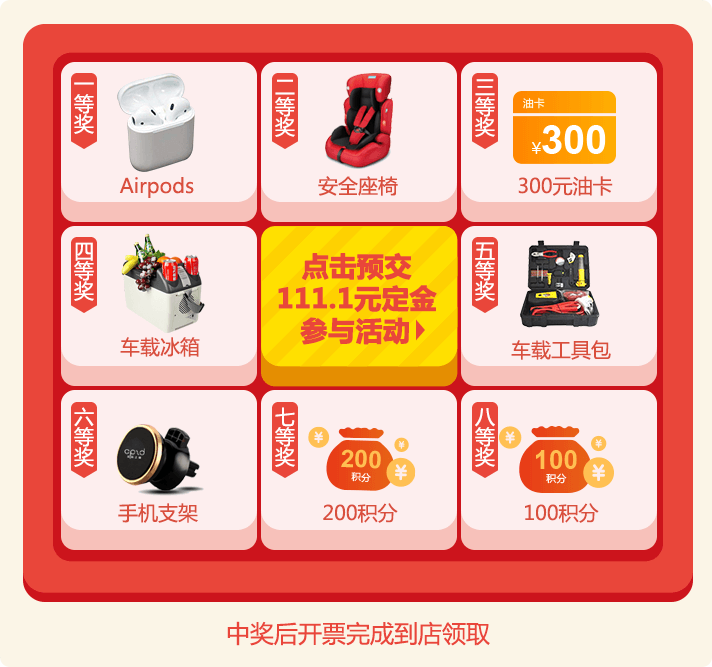 一等奖
Airpods
二等奖
安全座椅
三等奖
油卡
¥300
300元油卡
四等奖
车载冰箱
点击预交
111.1元定金
参与活动
五等奖
车载工具包
六等奖
手机支架
七等奖
¥
¥
200
积分
¥
200积分
八等奖
¥
¥
100
积分
¥
100积分
中奖后开票完成到店领取